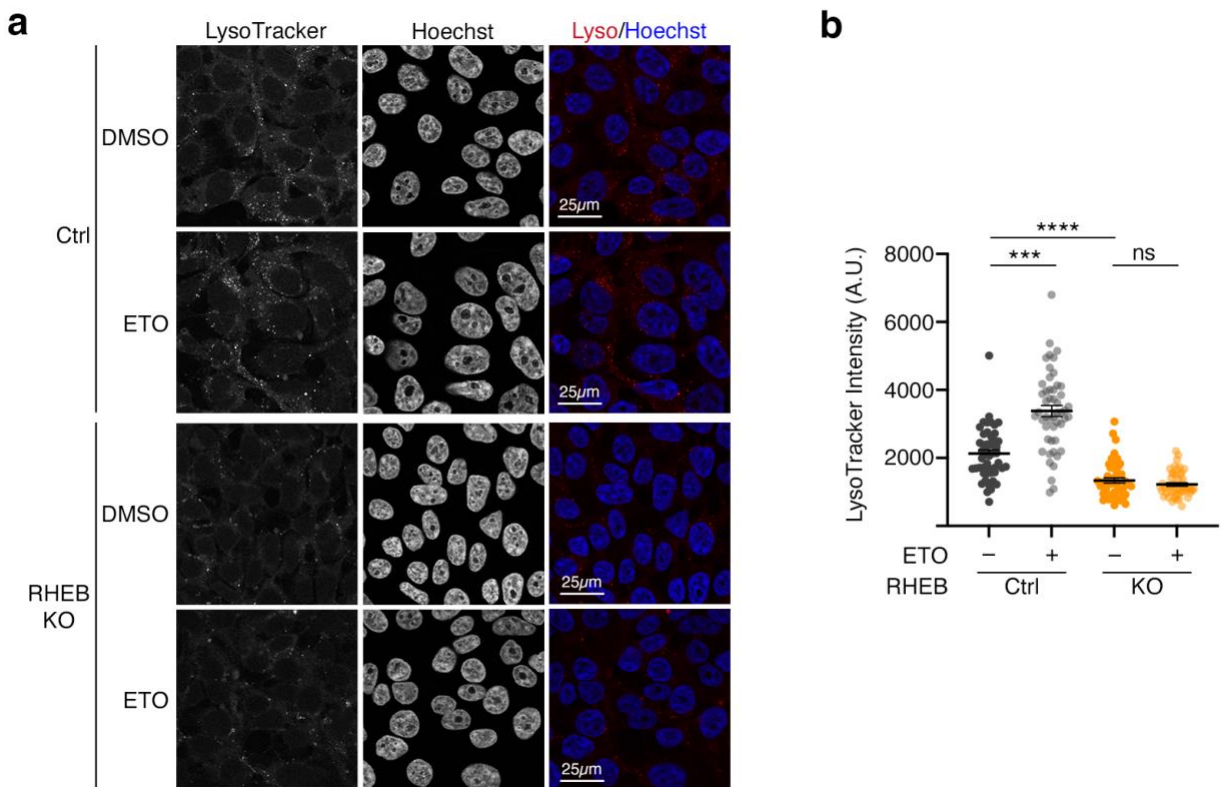 a
LysoTracker Hoechst Lyso/Hoechst
DMSO
25µm
Ctrl
ETO
25µm
DMSO
25µm
RHEB
KO
ETO
25µm
b
LysoTracker Intensity (A.U.)
8000
6000
4000
2000
****
*** ns
ETO − + − +
RHEB Ctrl KO